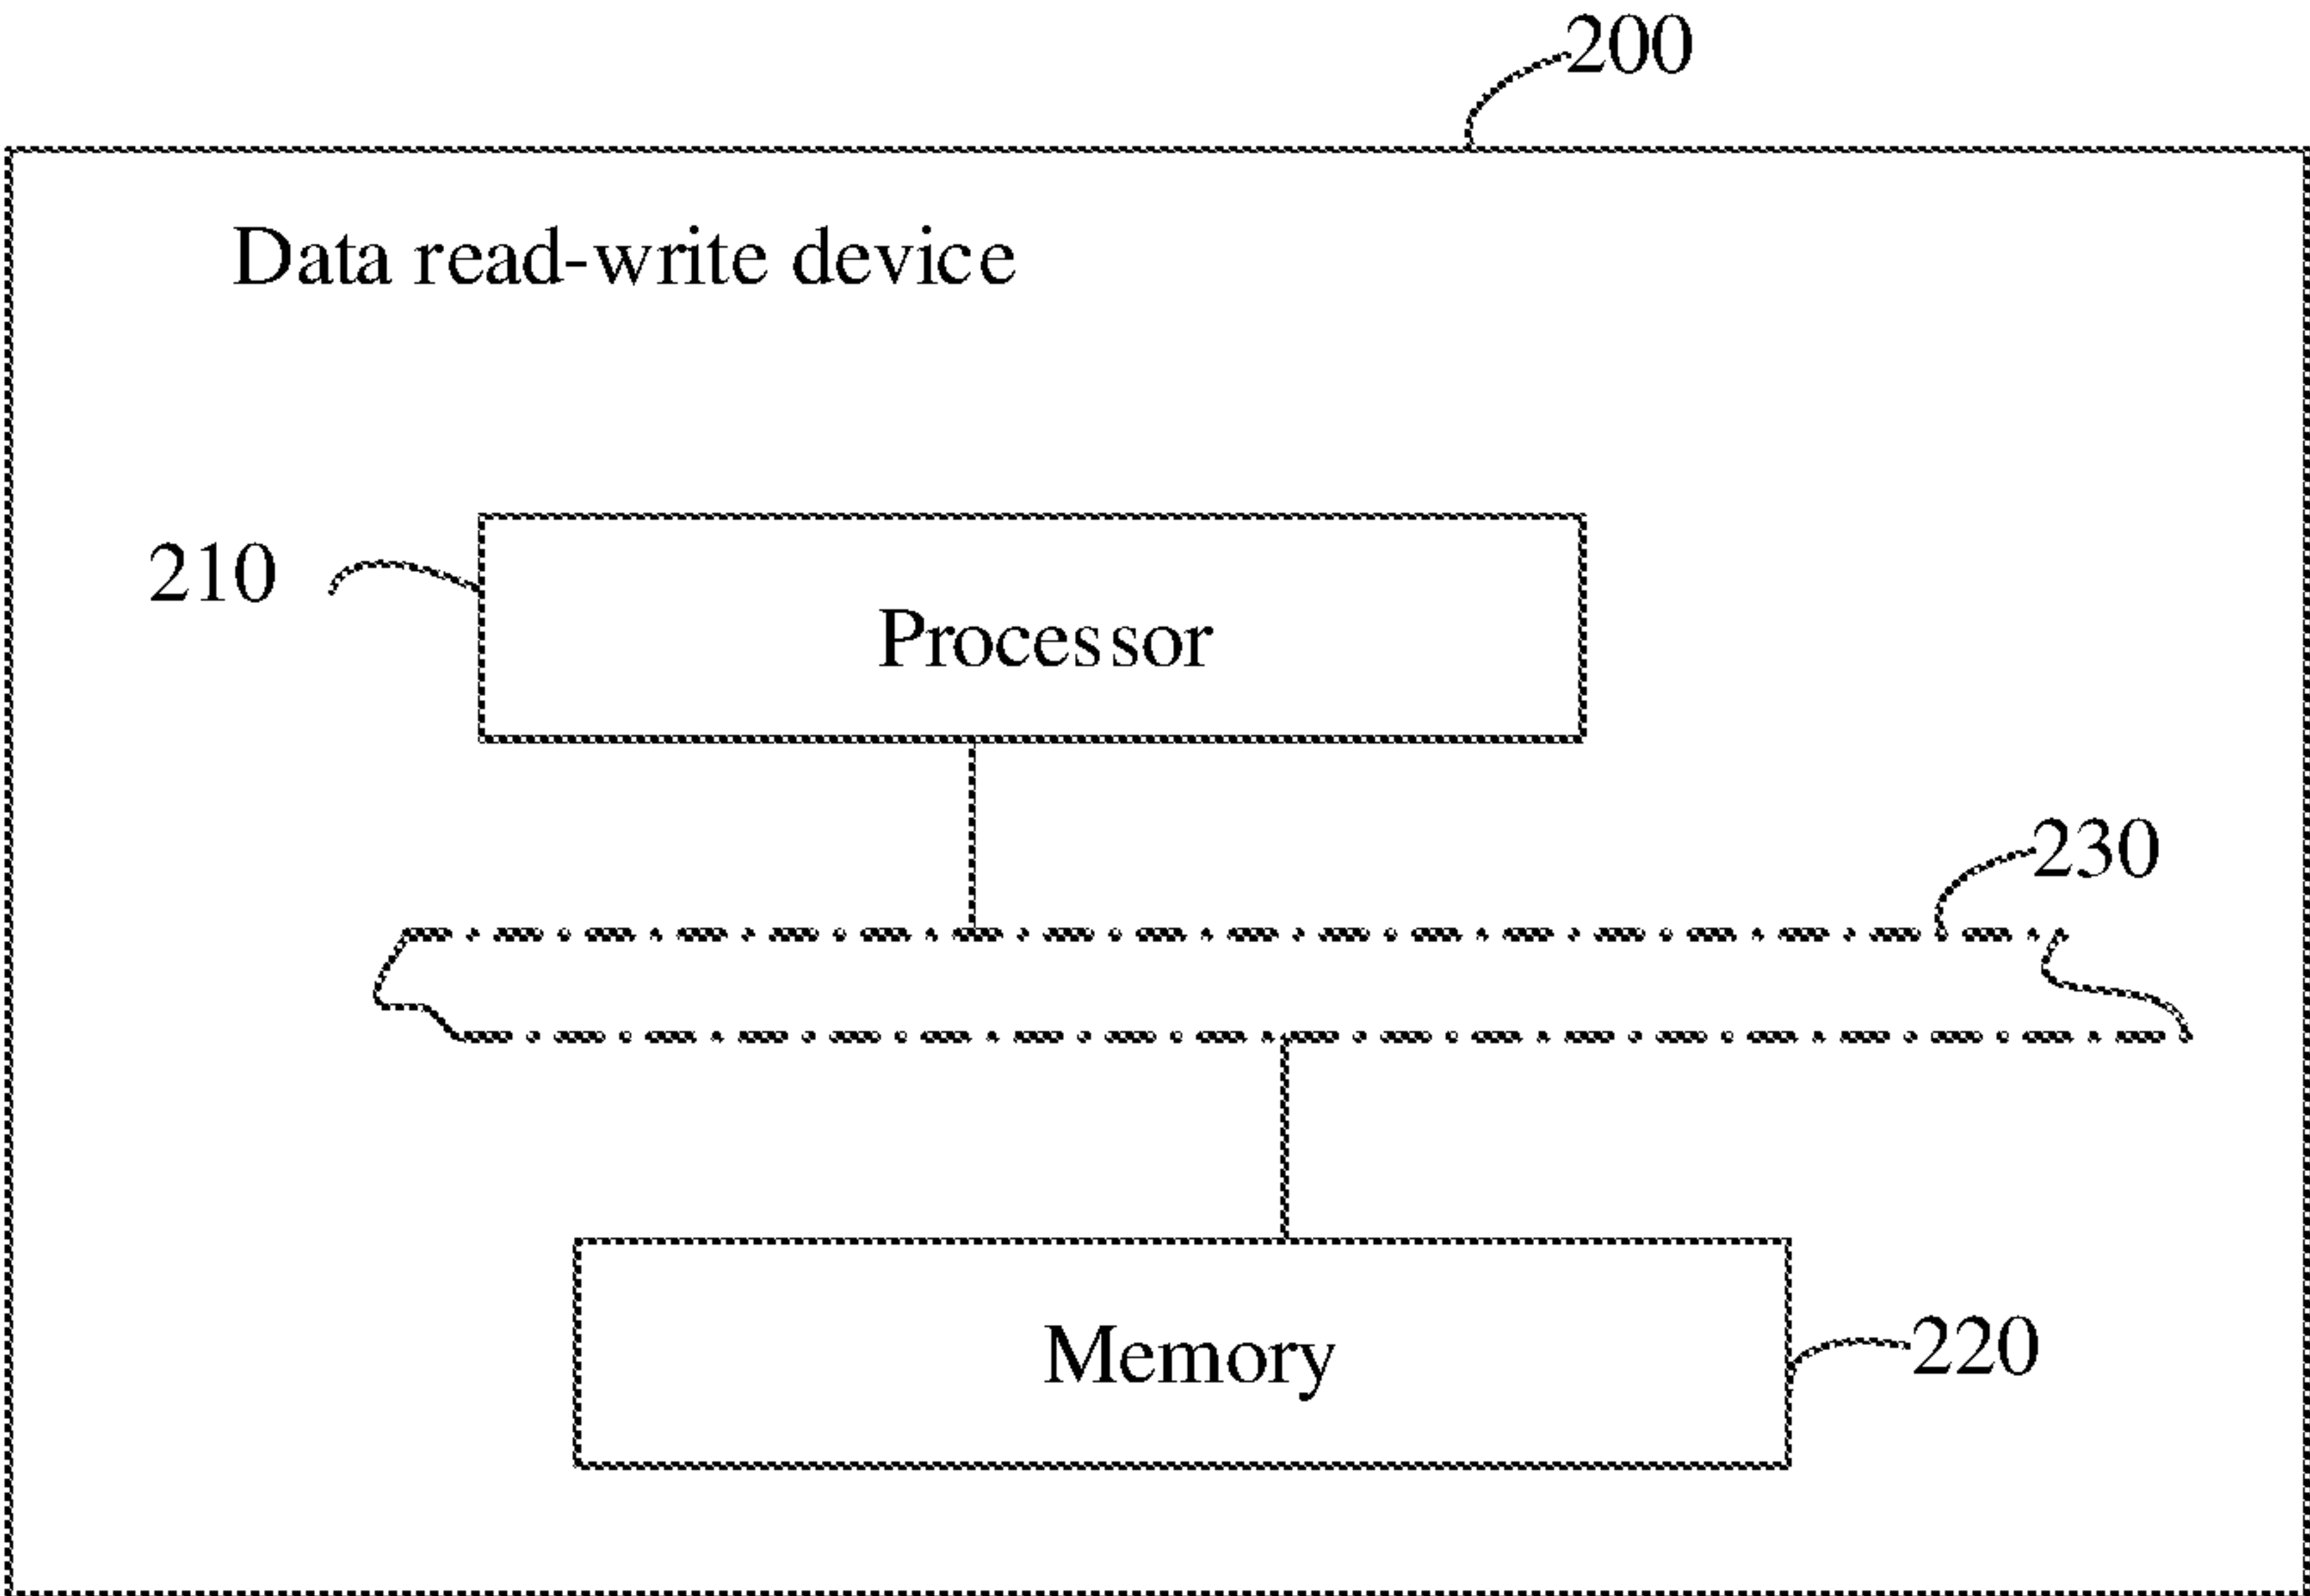 200
Data read-write device
210
Processor
230
Memory
220